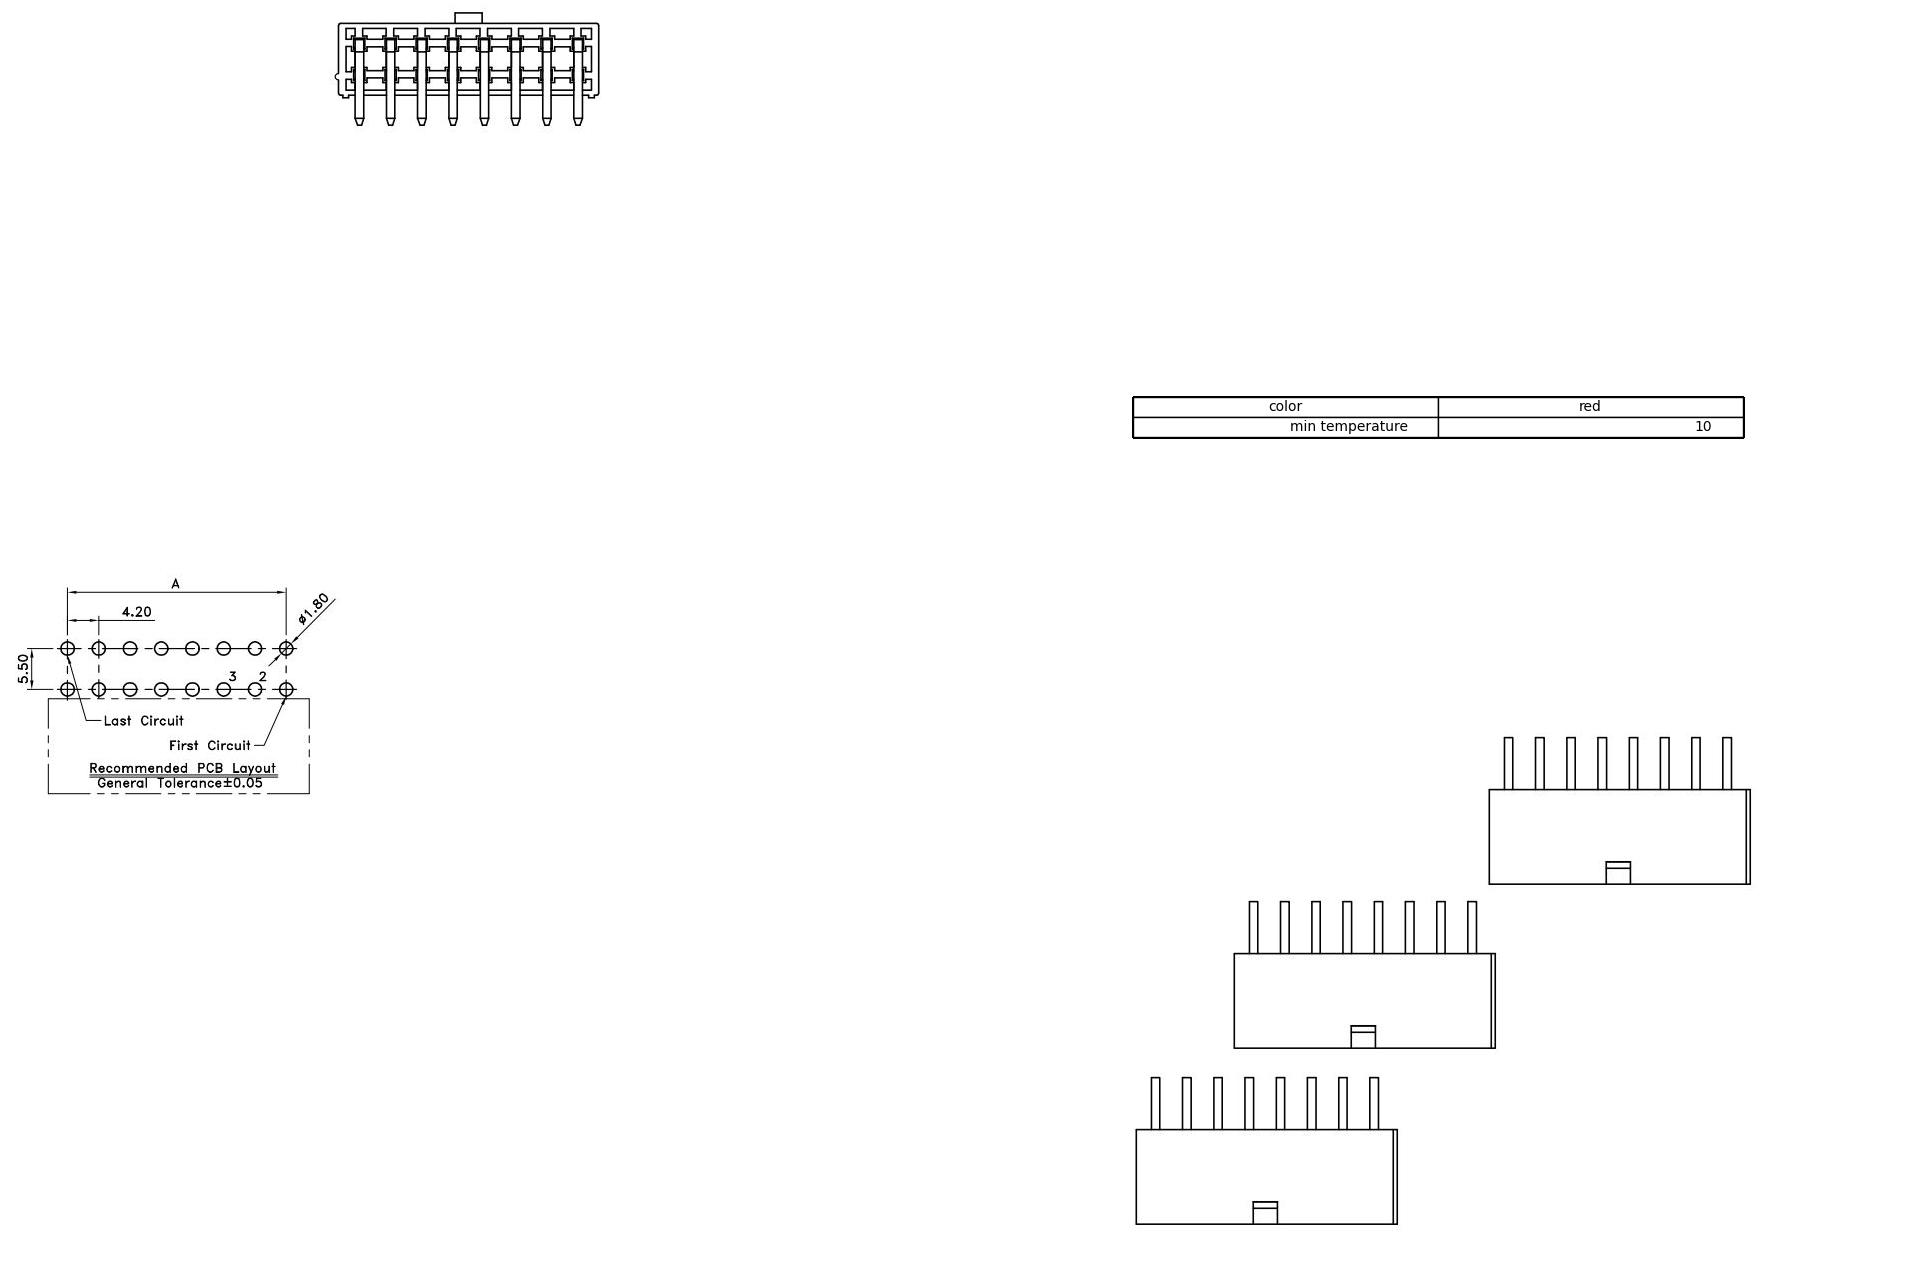 color red
min temperature 10
A
4.20
ø1.80
5.50
3 2
Last Circuit
First Circuit
Recommended PCB Layout
General Tolerance±0.05